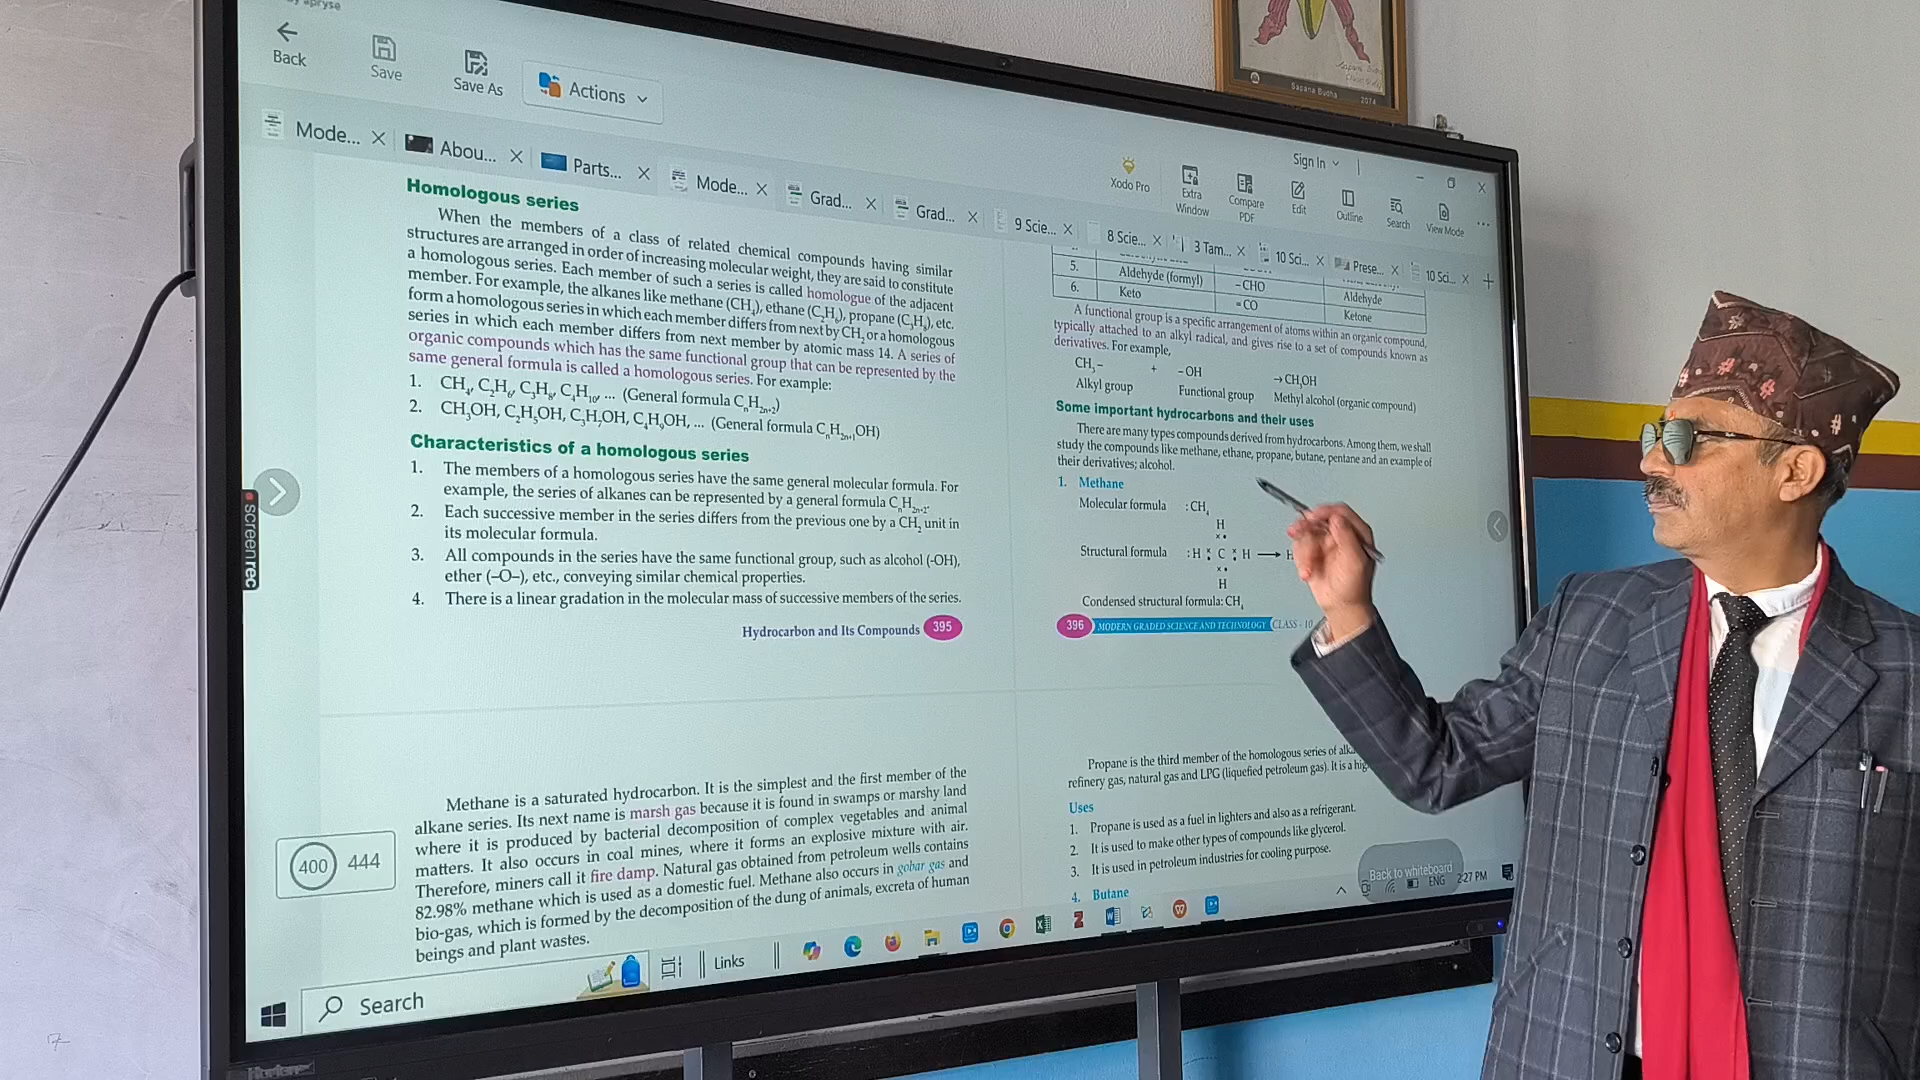 by apryse
Back
Save
Save As
Actions
Sign In
Xodo Pro
Extra Window
Compare PDF
Edit
Outline
Search
View Mode
Mode...
Abou...
Parts...
Mode...
Grad...
Grad...
9 Scie...
8 Scie...
3 Tam...
10 Sci...
Prese...
10 Sci...
Homologous series
When the members of a class of related chemical compounds having similar
structures are arranged in order of increasing molecular weight, they are said to constitute
a homologous series. Each member of such a series is called homologue of the adjacent
member. For example, the alkanes like methane (CH₄), ethane (C₂H₆), propane (C₃H₈), etc.
form a homologous series in which each member differs from next by CH₂ or a homologous
series in which each member differs from next member by atomic mass 14. A series of
organic compounds which has the same functional group that can be represented by the
same general formula is called a homologous series. For example:
1. CH₄, C₂H₆, C₃H₈, C₄H₁₀, ... (General formula CₙH₂ₙ₊₂)
2. CH₃OH, C₂H₅OH, C₃H₇OH, C₄H₉OH, ... (General formula CₙH₂ₙ₊₁OH)
Characteristics of a homologous series
1. The members of a homologous series have the same general molecular formula. For
example, the series of alkanes can be represented by a general formula CₙH₂ₙ₊₂.
2. Each successive member in the series differs from the previous one by a CH₂ unit in
its molecular formula.
3. All compounds in the series have the same functional group, such as alcohol (-OH),
ether (–O–), etc., conveying similar chemical properties.
4. There is a linear gradation in the molecular mass of successive members of the series.
Hydrocarbon and Its Compounds 395
5. Aldehyde (formyl) –CHO Aldehyde
6. Keto =CO Ketone
A functional group is a specific arrangement of atoms within an organic compound,
typically attached to an alkyl radical, and gives rise to a set of compounds known as
derivatives. For example,
CH₃– + –OH → CH₃OH
Alkyl group Functional group Methyl alcohol (organic compound)
Some important hydrocarbons and their uses
There are many types compounds derived from hydrocarbons. Among them, we shall
study the compounds like methane, ethane, propane, butane, pentane and an example of
their derivatives; alcohol.
1. Methane
Molecular formula : CH₄
H
Structural formula : H C H → H
H
Condensed structural formula: CH₄
396 MODERN GRADED SCIENCE AND TECHNOLOGY CLASS - 10
Methane is a saturated hydrocarbon. It is the simplest and the first member of the
alkane series. Its next name is marsh gas because it is found in swamps or marshy land
where it is produced by bacterial decomposition of complex vegetables and animal
matters. It also occurs in coal mines, where it forms an explosive mixture with air.
Therefore, miners call it fire damp. Natural gas obtained from petroleum wells contains
82.98% methane which is used as a domestic fuel. Methane also occurs in gobar gas and
bio-gas, which is formed by the decomposition of the dung of animals, excreta of human
beings and plant wastes.
Propane is the third member of the homologous series of
refinery gas, natural gas and LPG (liquefied petroleum gas). It is a
Uses
1. Propane is used as a fuel in lighters and also as a refrigerant.
2. It is used to make other types of compounds like glycerol.
3. It is used in petroleum industries for cooling purpose.
4. Butane
400 444
screenrec
Back to whiteboard
ENG
2:27 PM
Search
Links
Sapana Budha
2074